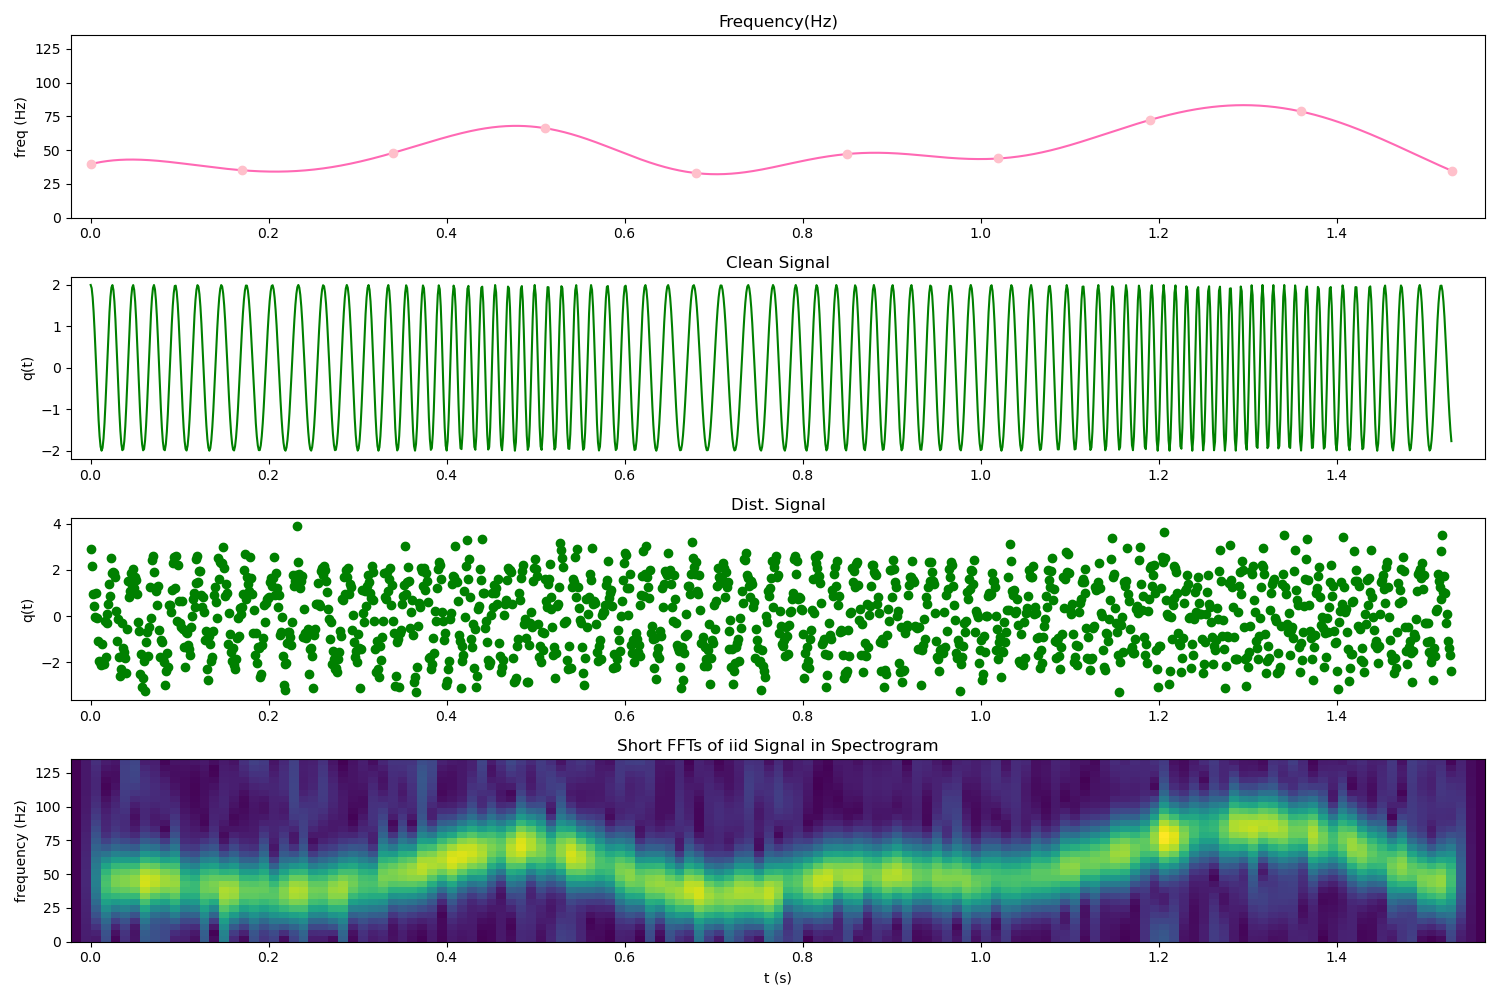 Frequency(Hz)
freq (Hz)
125
100
75
50
25
0
0.0 0.2 0.4 0.6 0.8 1.0 1.2 1.4
Clean Signal
q(t)
2
1
0
−1
−2
0.0 0.2 0.4 0.6 0.8 1.0 1.2 1.4
Dist. Signal
q(t)
4
2
0
−2
0.0 0.2 0.4 0.6 0.8 1.0 1.2 1.4
Short FFTs of iid Signal in Spectrogram
frequency (Hz)
125
100
75
50
25
0
0.0 0.2 0.4 0.6 0.8 1.0 1.2 1.4
t (s)